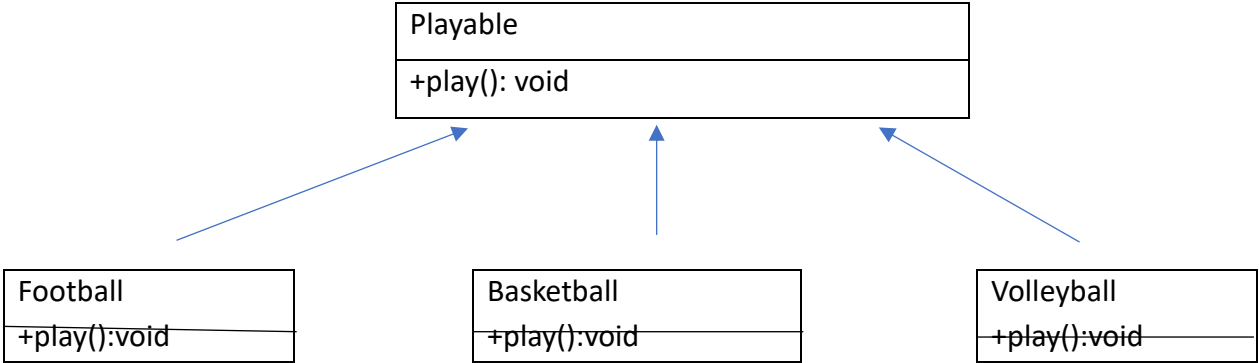 Playable
+play(): void
Football
+play():void
Basketball
+play():void
Volleyball
+play():void